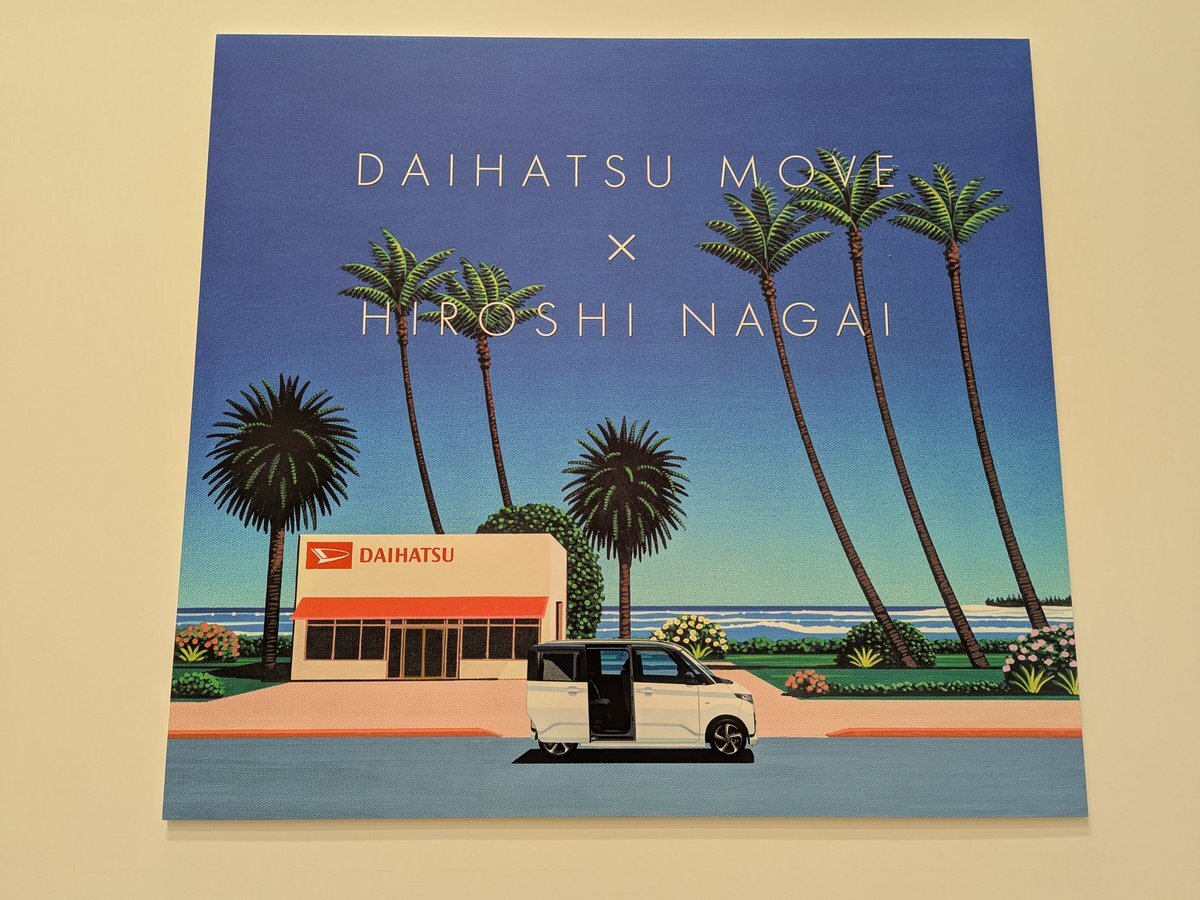 DAIHATSU MOVE
×
HIROSHI NAGAI
DAIHATSU